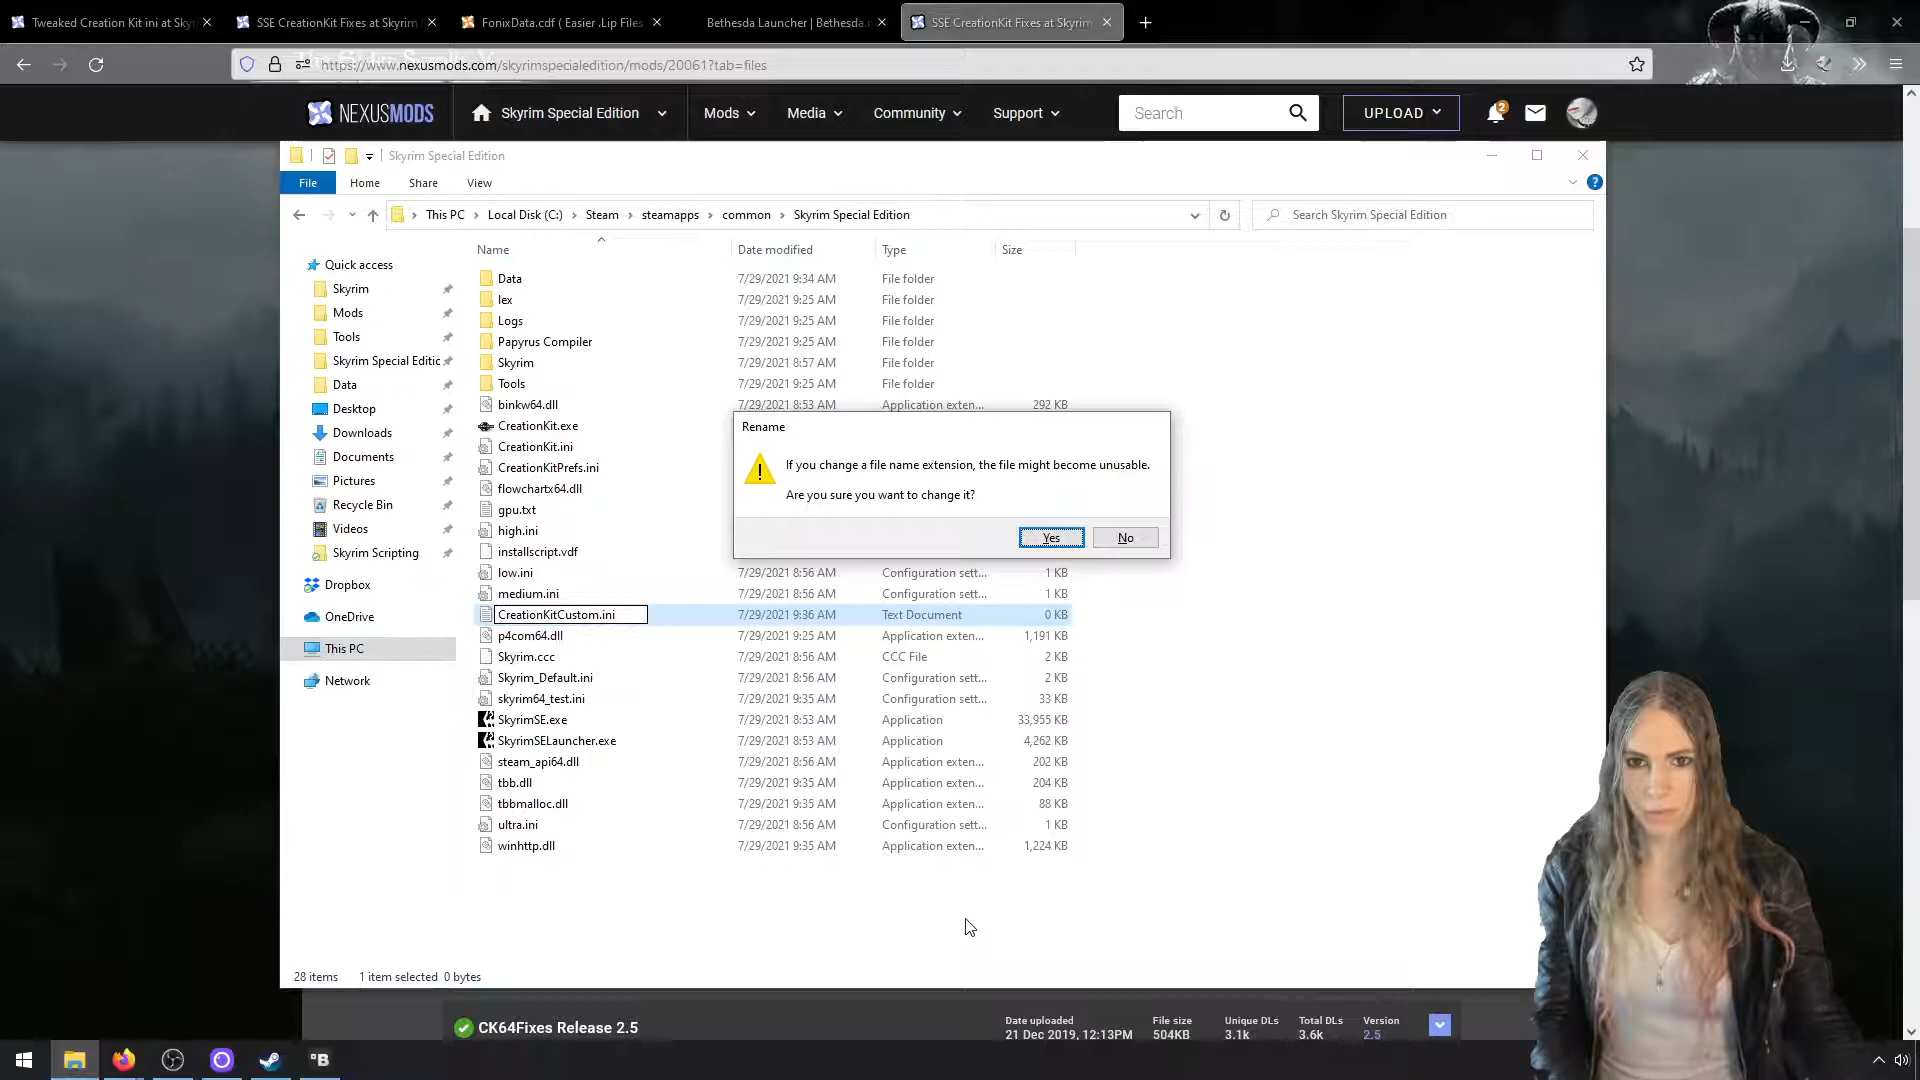 Tweaked Creation Kit ini at Sky
SSE CreationKit Fixes at Skyrim
FonixData.cdf ( Easier .Lip Files
Bethesda Launcher | Bethesda.n
SSE CreationKit Fixes at Skyrim
https://www.nexusmods.com/skyrimspecialedition/mods/20061?tab=files
NEXUSMODS
Skyrim Special Edition
Mods
Media
Community
Support
Search
UPLOAD
2
Skyrim Special Edition
File
Home
Share
View
This PC
Local Disk (C:)
Steam
steamapps
common
Skyrim Special Edition
Search Skyrim Special Edition
Name
Date modified
Type
Size
Quick access
Skyrim
Mods
Tools
Skyrim Special Editic
Data
Desktop
Downloads
Documents
Pictures
Recycle Bin
Videos
Skyrim Scripting
Dropbox
OneDrive
This PC
Network
Data 7/29/2021 9:34 AM File folder
lex 7/29/2021 9:25 AM File folder
Logs 7/29/2021 9:25 AM File folder
Papyrus Compiler 7/29/2021 9:25 AM File folder
Skyrim 7/29/2021 8:57 AM File folder
Tools 7/29/2021 9:25 AM File folder
binkw64.dll 7/29/2021 8:53 AM Application exten... 292 KB
CreationKit.exe
CreationKit.ini
CreationKitPrefs.ini
flowchartx64.dll
gpu.txt
high.ini
installscript.vdf
low.ini 7/29/2021 8:56 AM Configuration sett... 1 KB
medium.ini 7/29/2021 8:56 AM Configuration sett... 1 KB
CreationKitCustom.ini 7/29/2021 9:36 AM Text Document 0 KB
p4com64.dll 7/29/2021 9:25 AM Application exten... 1,191 KB
Skyrim.ccc 7/29/2021 8:56 AM CCC File 2 KB
Skyrim_Default.ini 7/29/2021 8:56 AM Configuration sett... 2 KB
skyrim64_test.ini 7/29/2021 9:35 AM Configuration sett... 33 KB
SkyrimSE.exe 7/29/2021 8:53 AM Application 33,955 KB
SkyrimSELauncher.exe 7/29/2021 8:53 AM Application 4,262 KB
steam_api64.dll 7/29/2021 8:56 AM Application exten... 202 KB
tbb.dll 7/29/2021 9:35 AM Application exten... 204 KB
tbbmalloc.dll 7/29/2021 9:35 AM Application exten... 88 KB
ultra.ini 7/29/2021 8:56 AM Configuration sett... 1 KB
winhttp.dll 7/29/2021 9:35 AM Application exten... 1,224 KB
Rename
If you change a file name extension, the file might become unusable.
Are you sure you want to change it?
Yes
No
28 items
1 item selected 0 bytes
CK64Fixes Release 2.5
Date uploaded
21 Dec 2019, 12:13PM
File size
504KB
Unique DLs
3.1k
Total DLs
3.6k
Version
2.5
B